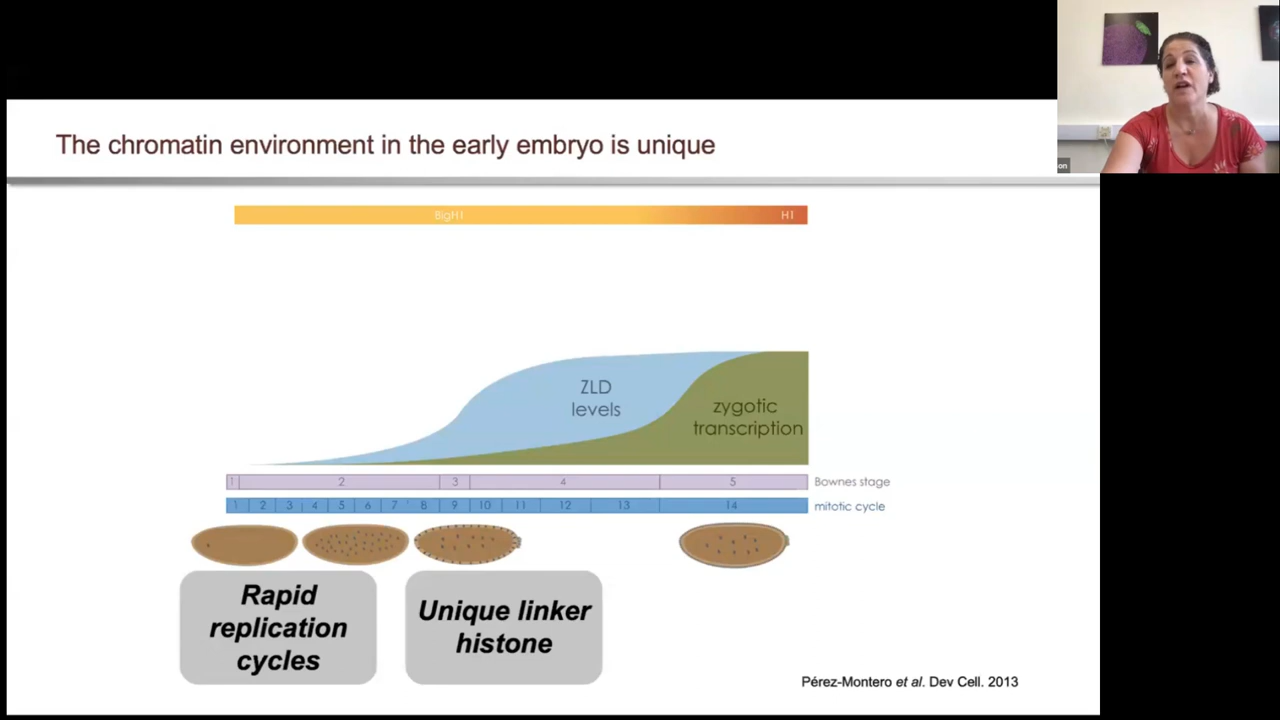 The chromatin environment in the early embryo is unique
BigH1 H1
ZLD
levels
zygotic
transcription
1 2 3 4 5 Bownes stage
1 2 3 4 5 6 7 8 9 10 11 12 13 14 mitotic cycle
Rapid
replication
cycles
Unique linker
histone
Pérez-Montero et al. Dev Cell. 2013
on